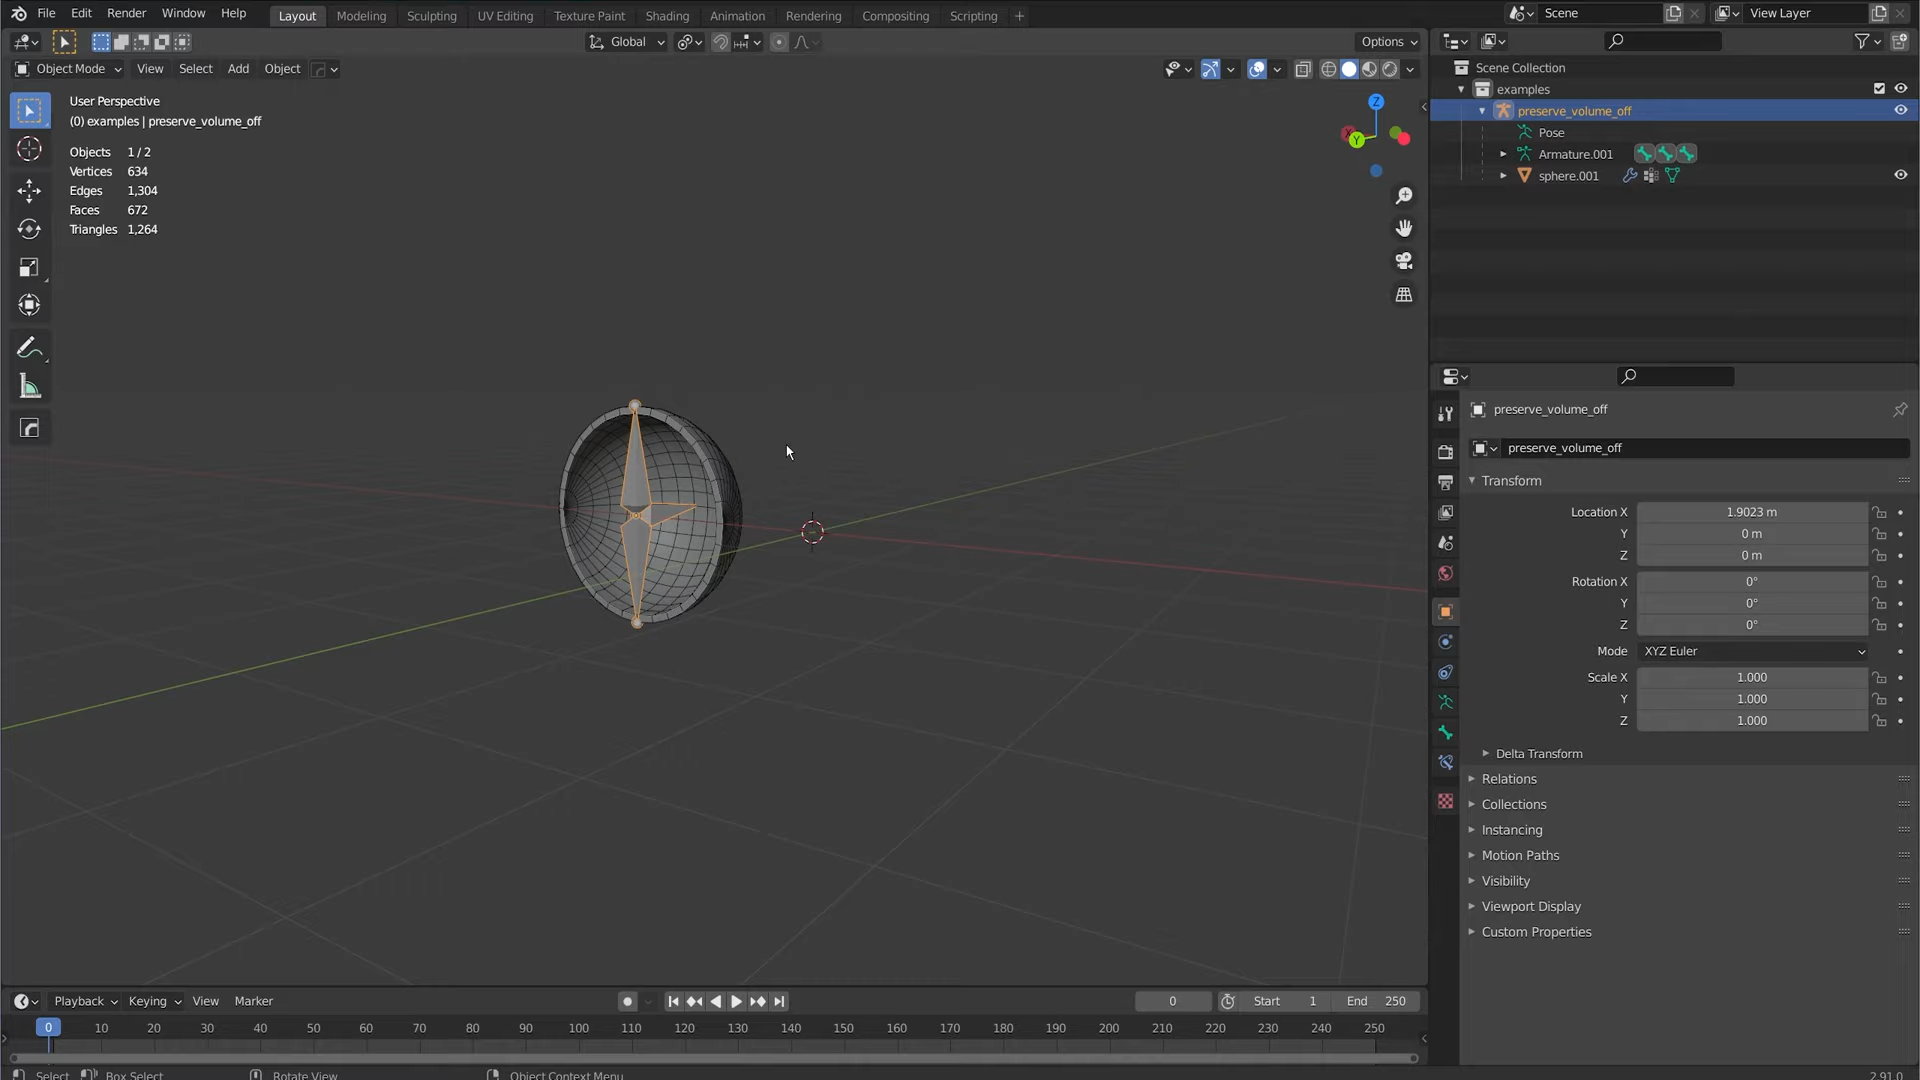 File Edit Render Window Help Layout Modeling Sculpting UV Editing Texture Paint Shading Animation Rendering Compositing Scripting + Scene View Layer
Global Options
Object Mode View Select Add Object
User Perspective
(0) examples | preserve_volume_off
Objects 1 / 2
Vertices 634
Edges 1,304
Faces 672
Triangles 1,264
Z
X
Y
Scene Collection
examples
preserve_volume_off
Pose
Armature.001
sphere.001
preserve_volume_off
preserve_volume_off
Transform
Location X 1.9023 m
Y 0 m
Z 0 m
Rotation X 0°
Y 0°
Z 0°
Mode XYZ Euler
Scale X 1.000
Y 1.000
Z 1.000
Delta Transform
Relations
Collections
Instancing
Motion Paths
Visibility
Viewport Display
Custom Properties
Playback Keying View Marker 0 Start 1 End 250
0 10 20 30 40 50 60 70 80 90 100 110 120 130 140 150 160 170 180 190 200 210 220 230 240 250
Select Box Select Rotate View Object Context Menu 2.91.0